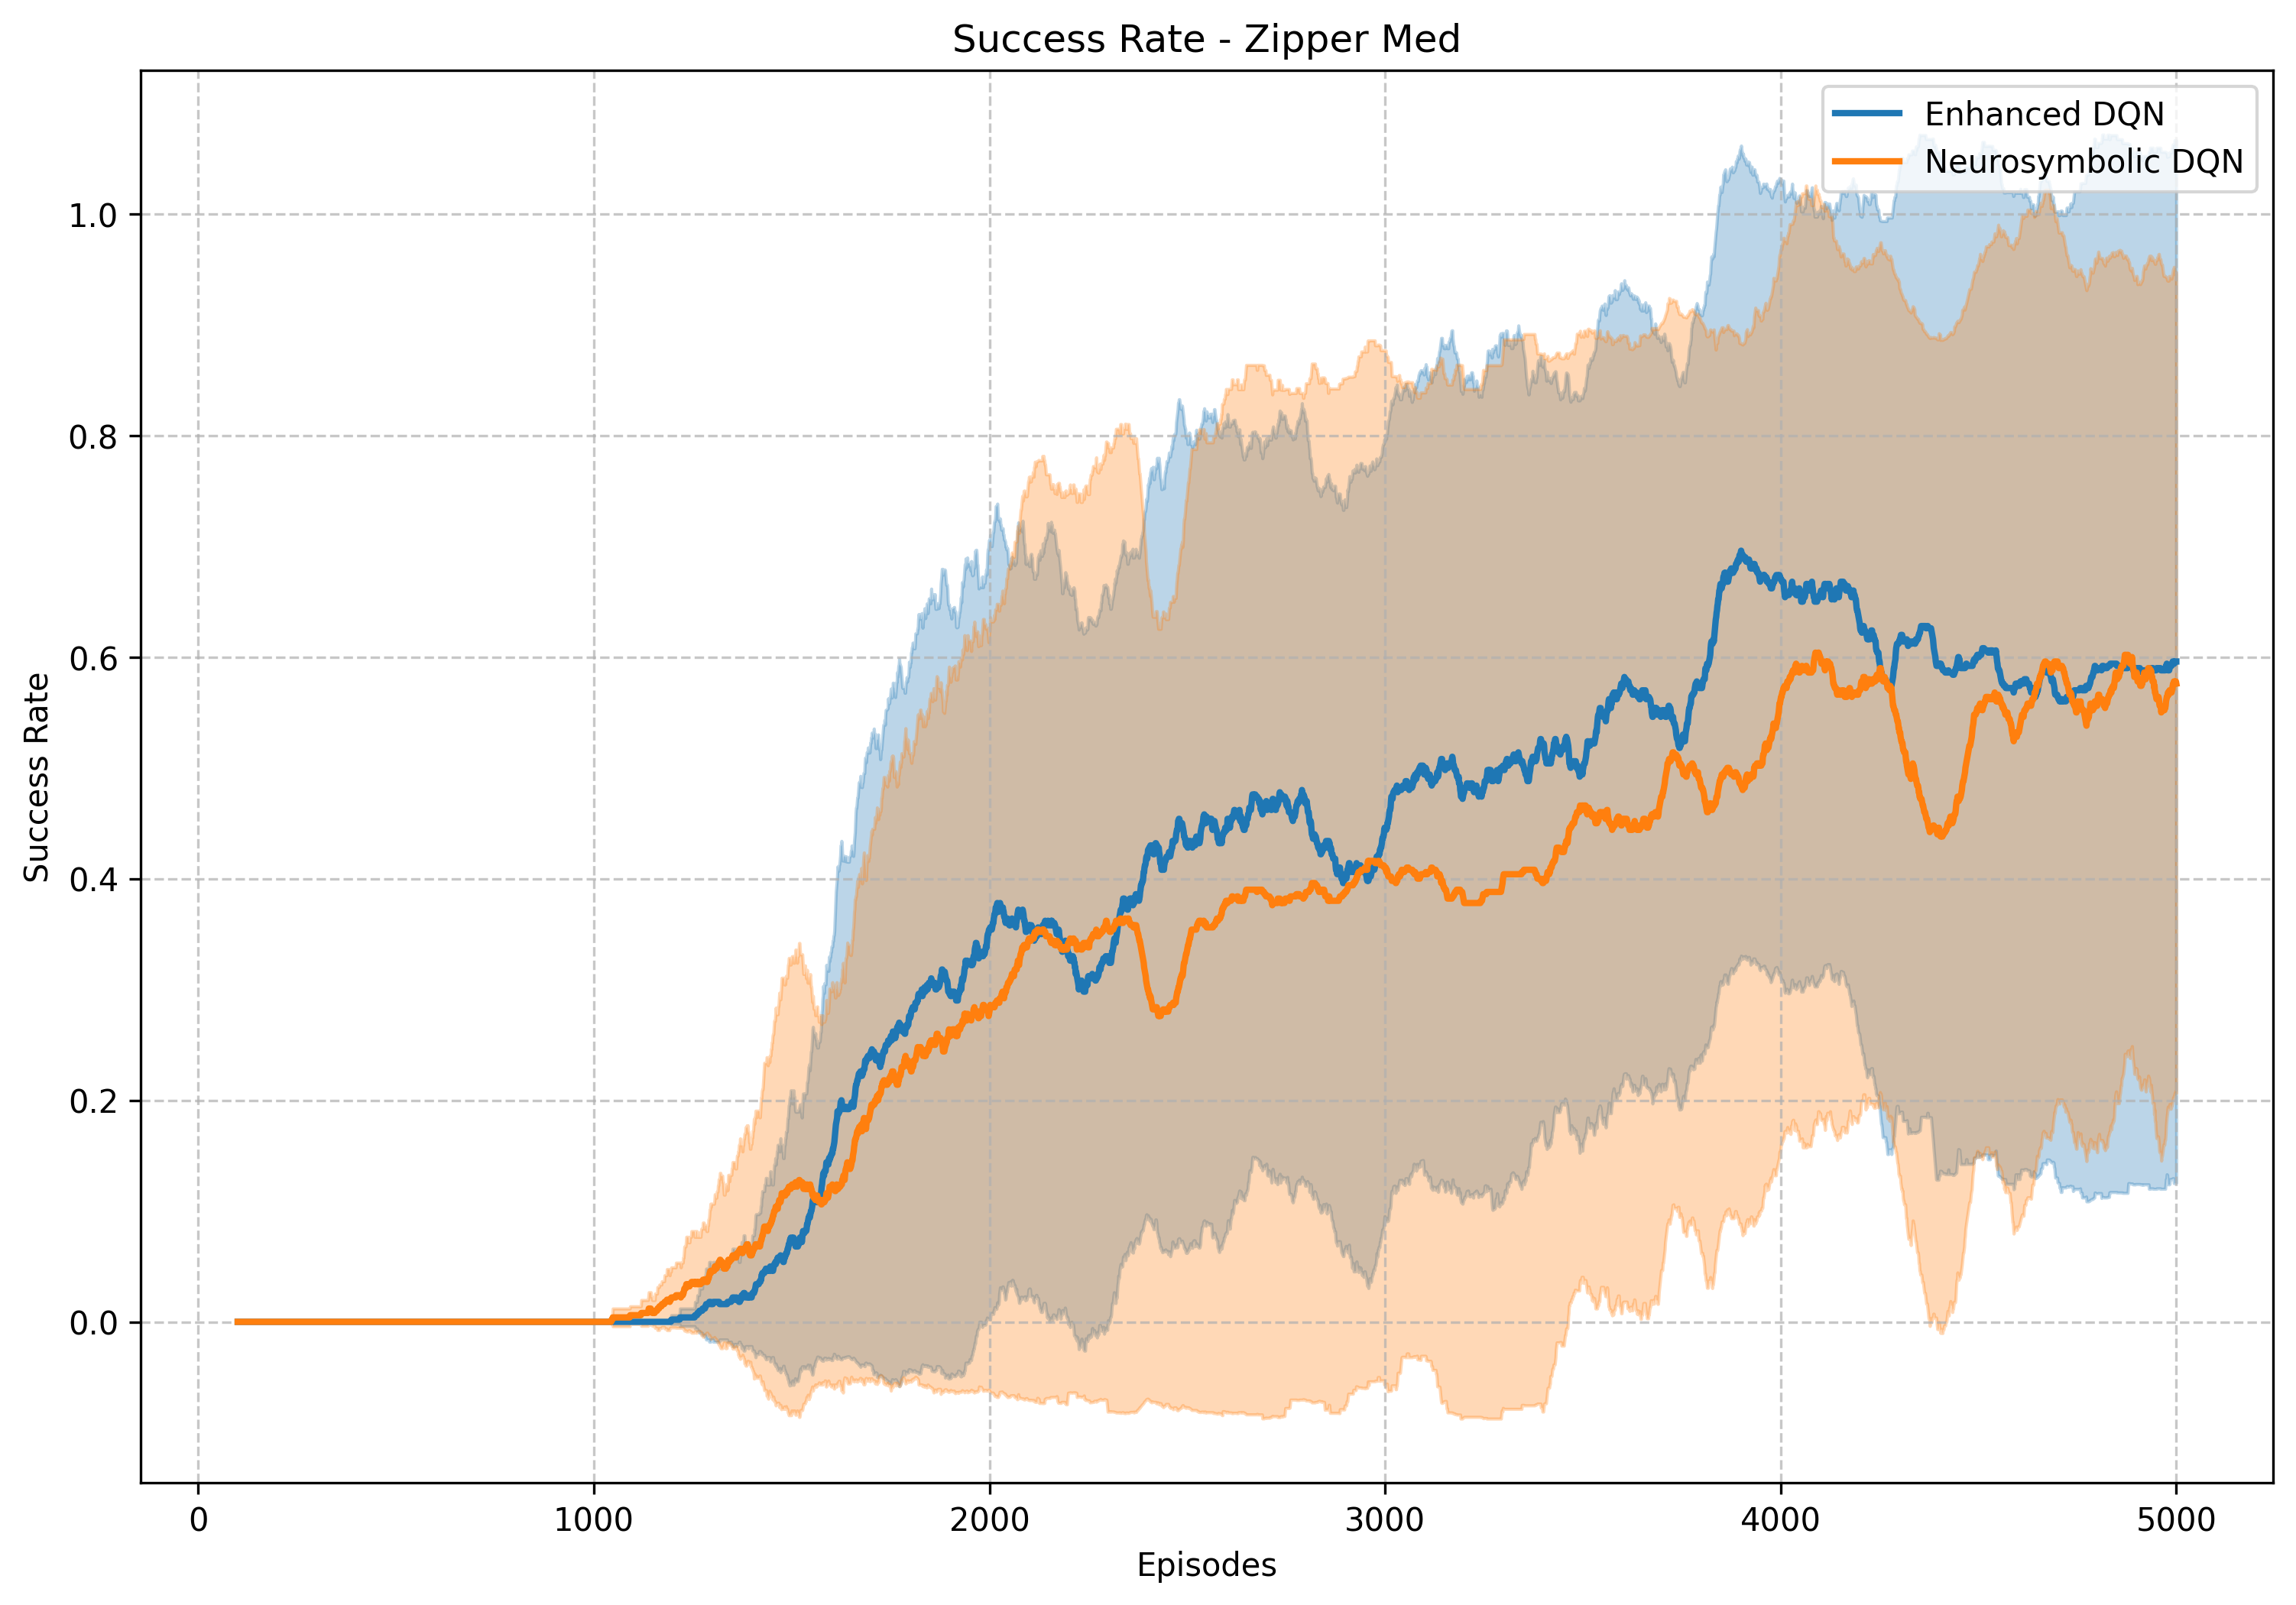 Success Rate - Zipper Med
Enhanced DQN
Neurosymbolic DQN
Success Rate
1.0
0.8
0.6
0.4
0.2
0.0
0 1000 2000 3000 4000 5000
Episodes